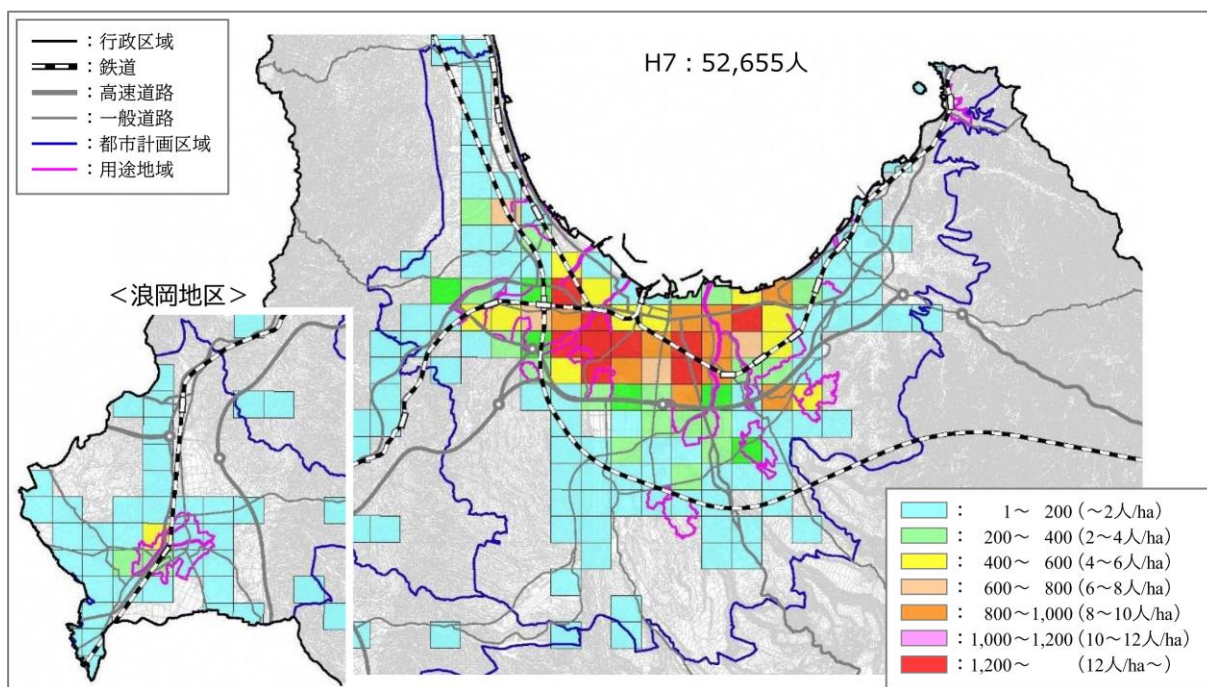 ：行政区域
：鉄道
：高速道路
：一般道路
：都市計画区域
：用途地域
H7：52,655人
＜浪岡地区＞
： 1～ 200 (～2人/ha)
： 200～ 400 (2～4人/ha)
： 400～ 600 (4～6人/ha)
： 600～ 800 (6～8人/ha)
： 800～1,000 (8～10人/ha)
：1,000～1,200 (10～12人/ha)
：1,200～ (12人/ha～)